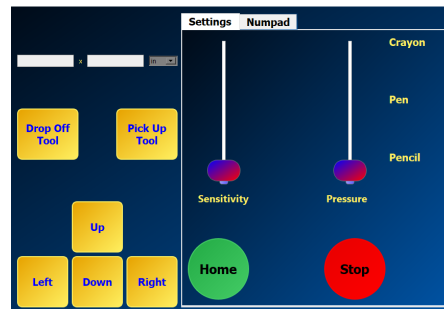 Settings
Numpad
x
in
Crayon
Pen
Pencil
Drop Off
Tool
Pick Up
Tool
Sensitivity
Pressure
Up
Left
Down
Right
Home
Stop